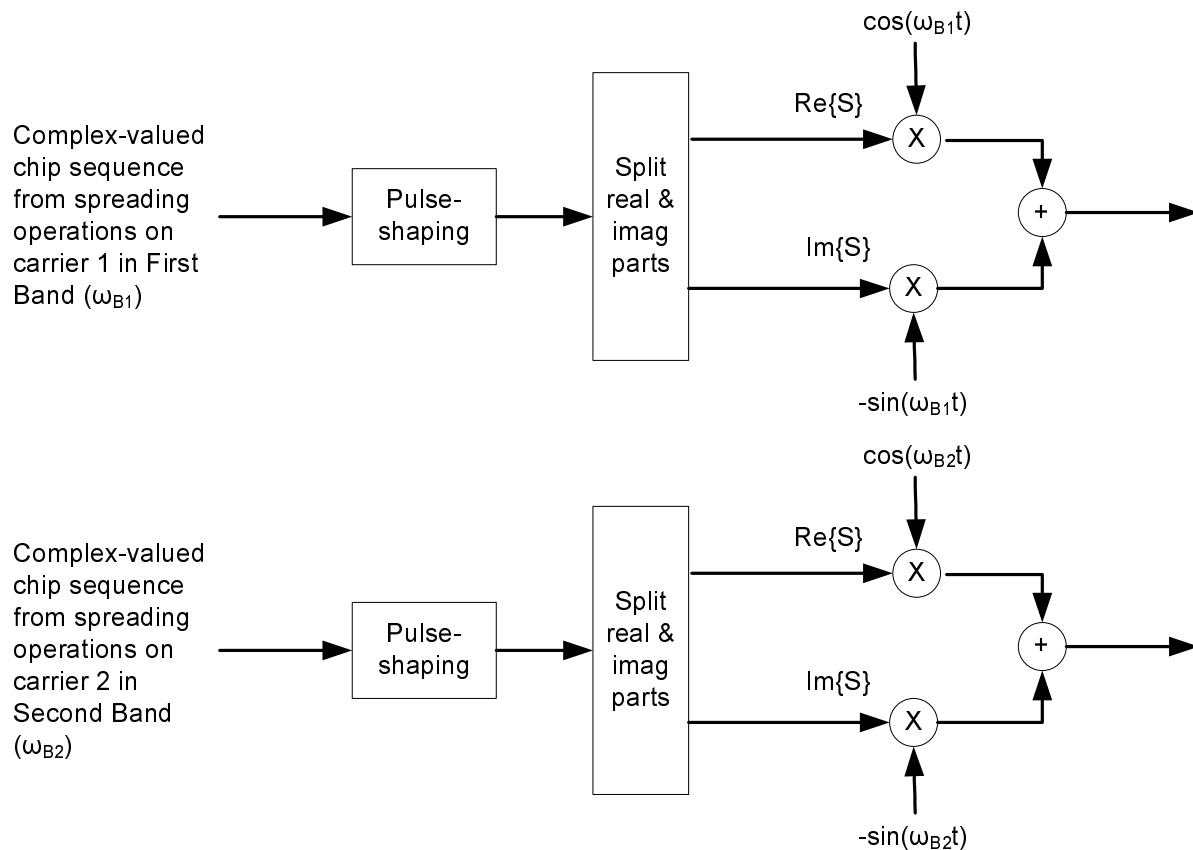 cos(ωB1t)
Complex-valued
chip sequence
from spreading
operations on
carrier 1 in First
Band (ωB1)
Pulse-
shaping
Split
real &
imag
parts
Re{S}
X
+
Im{S}
X
-sin(ωB1t)
cos(ωB2t)
Complex-valued
chip sequence
from spreading
operations on
carrier 2 in
Second Band
(ωB2)
Pulse-
shaping
Split
real &
imag
parts
Re{S}
X
+
Im{S}
X
-sin(ωB2t)